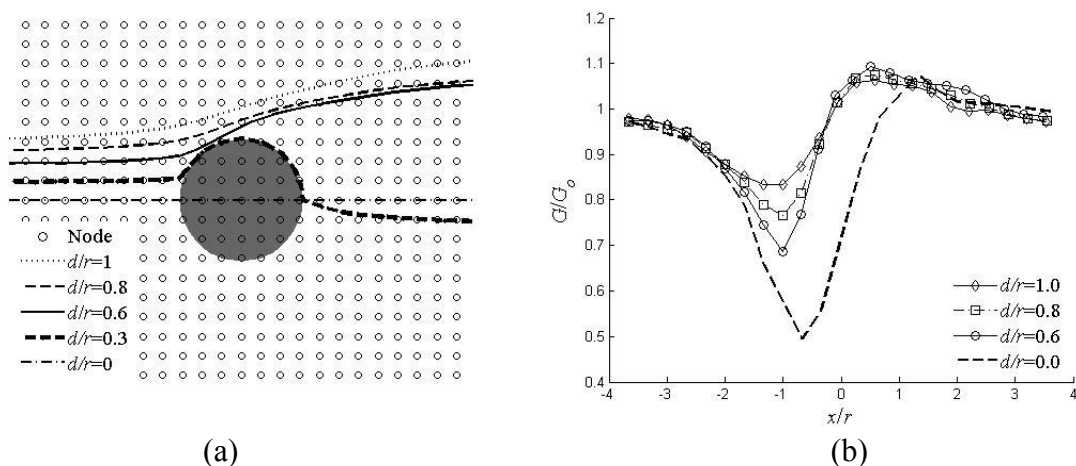 Node
d/r=1
d/r=0.8
d/r=0.6
d/r=0.3
d/r=0
(a)
1.2
1.1
1
0.9
0.8
0.7
0.6
0.5
0.4
G/Go
d/r=1.0
d/r=0.8
d/r=0.6
d/r=0.0
-4 -3 -2 -1 0 1 2 3 4
x/r
(b)